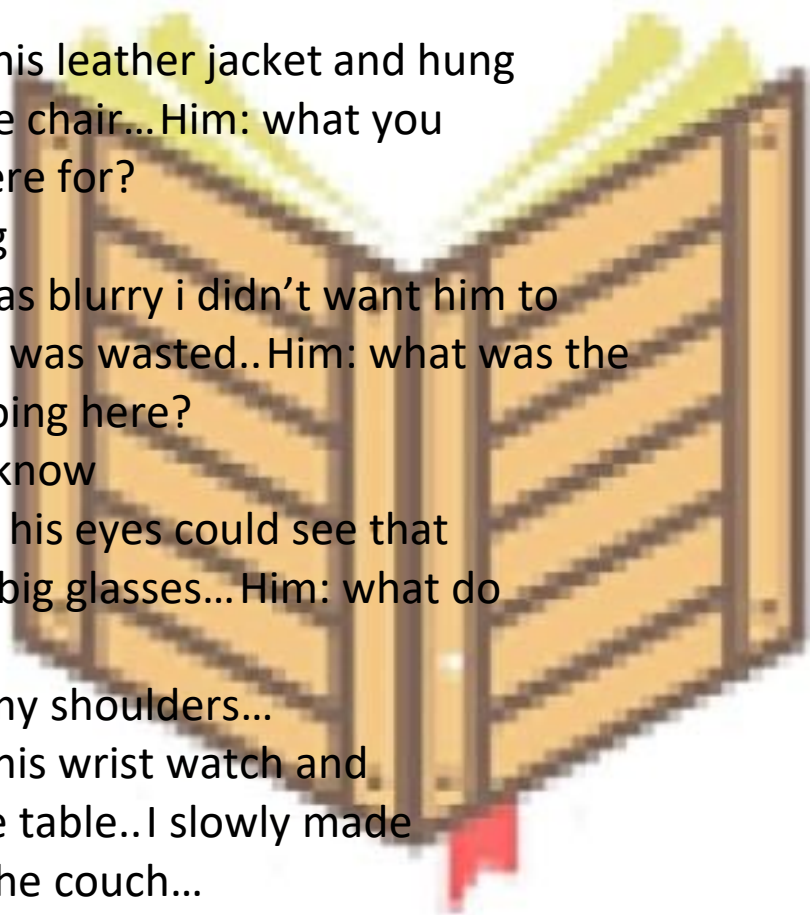 his leather jacket and hung
e chair…Him: what you
ere for?
g
as blurry i didn’t want him to
was wasted..Him: what was the
oing here?
know
his eyes could see that
big glasses…Him: what do
my shoulders…
his wrist watch and
e table..I slowly made
he couch…